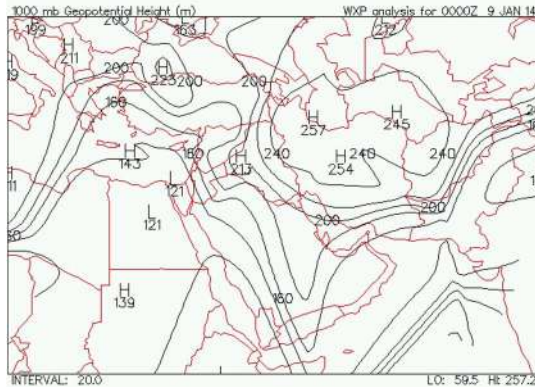 1000 mb Geopotential Height (m) WXP analysis for 0000Z 9 JAN 14
200
H
211
200
H
223
200
200
H
257
H
245
160
H
143
160
H
213
240
H
254
240
240
L
121
L
121
200
200
H
139
160
INTERVAL: 20.0 LO: 59.5 HI: 257.2